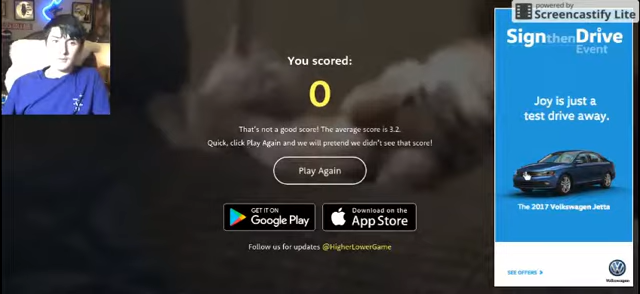 powered by
Screencastify Lite
You scored:
0
That's not a good score! The average score is 3.2.
Quick, click Play Again and we will pretend we didn't see that score!
Play Again
GET IT ON
Google Play
Download on the
App Store
Follow us for updates @HigherLowerGame
SignthenDrive
Event
Joy is just a
test drive away.
The 2017 Volkswagen Jetta
SEE OFFERS >
Volkswagen